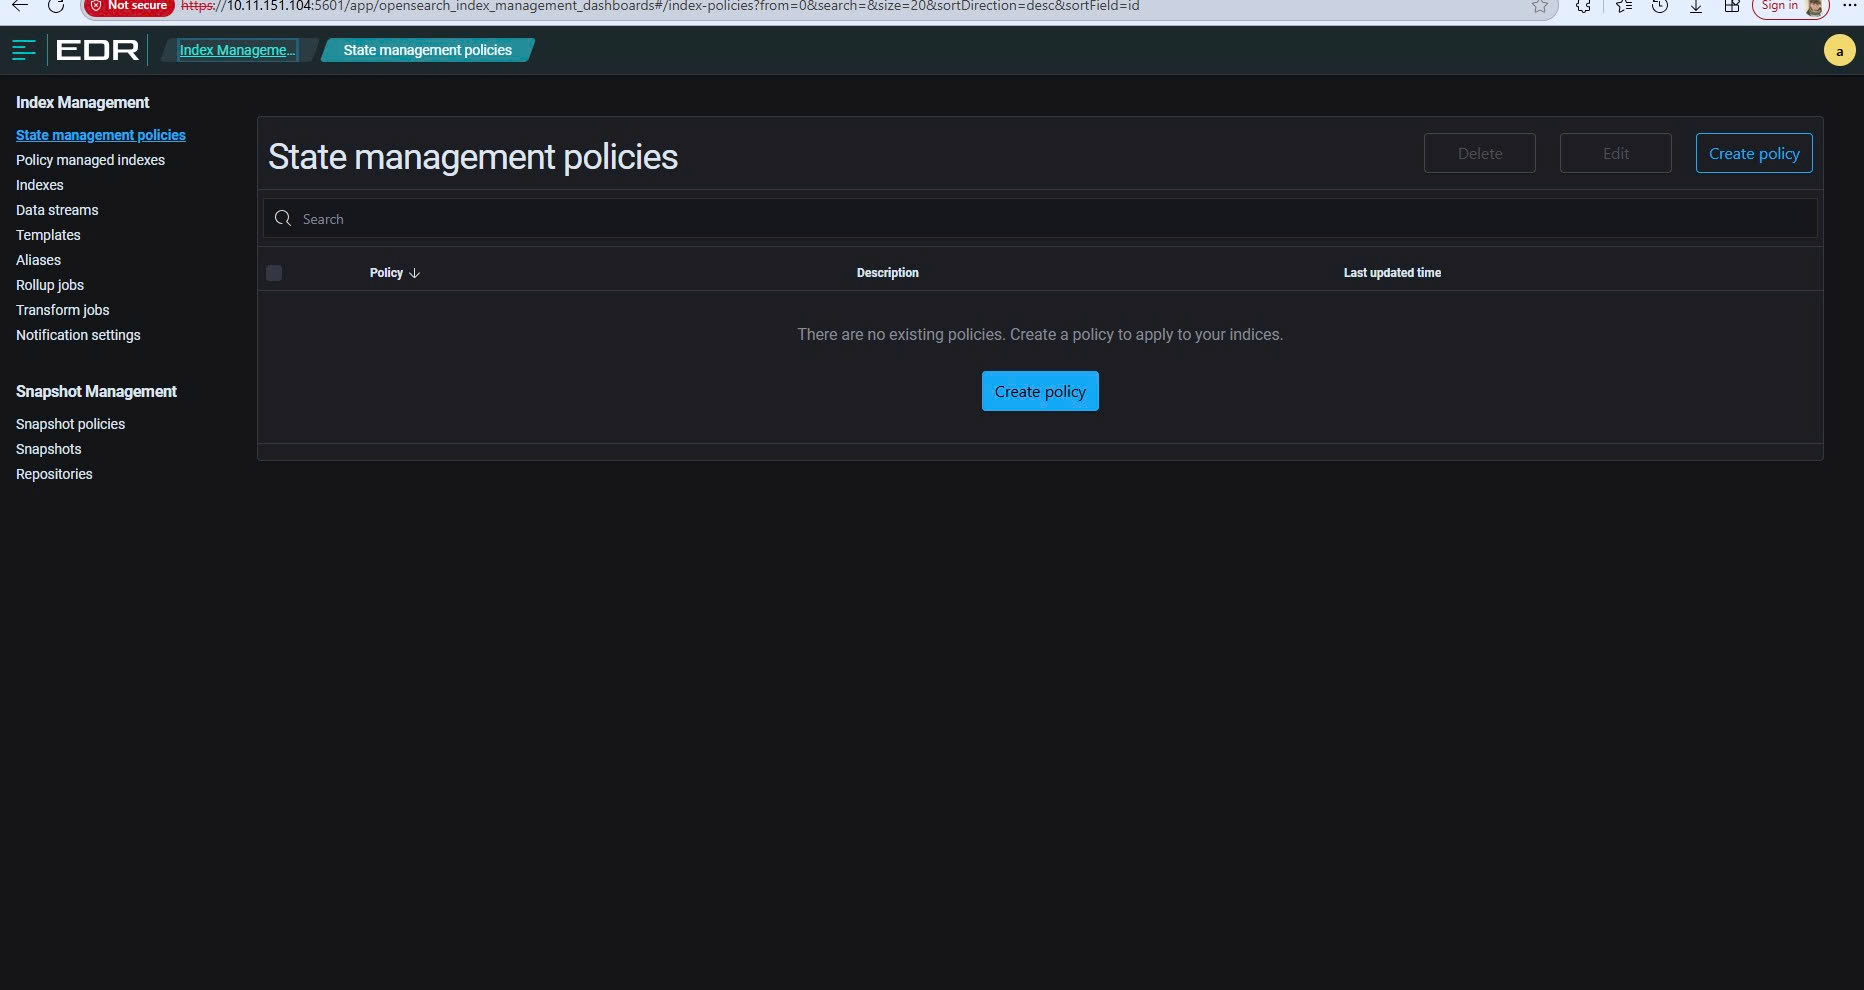 Not secure https://10.11.151.104:5601/app/opensearch_index_management_dashboards#/index-policies?from=0&search=&size=20&sortDirection=desc&sortField=id Sign in
EDR Index Manageme... State management policies a
Index Management
State management policies
Policy managed indexes
Indexes
Data streams
Templates
Aliases
Rollup jobs
Transform jobs
Notification settings
Snapshot Management
Snapshot policies
Snapshots
Repositories
State management policies Delete Edit Create policy
Search
Policy Description Last updated time
There are no existing policies. Create a policy to apply to your indices.
Create policy